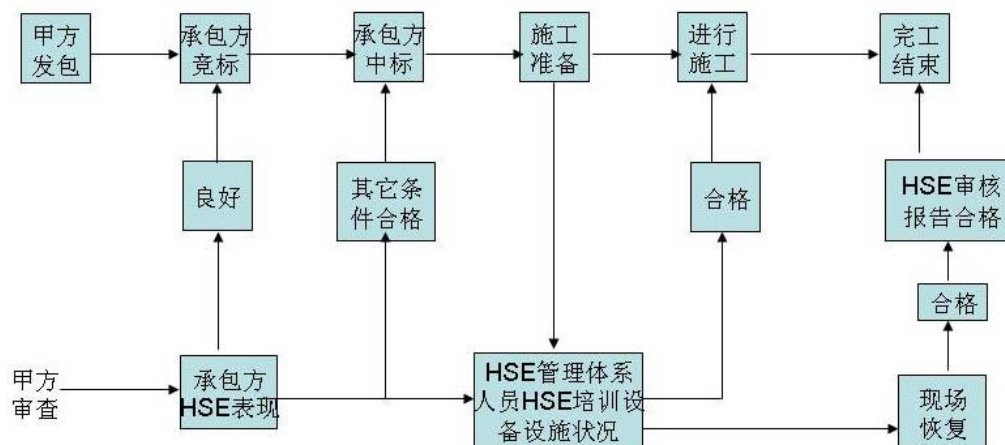 甲方
发包
承包方
竞标
承包方
中标
施工
准备
进行
施工
完工
结束
良好
其它条
件合格
合格
HSE审核
报告合格
合格
甲方
审查
承包方
HSE表现
HSE管理体系
人员HSE培训设
备设施状况
现场
恢复